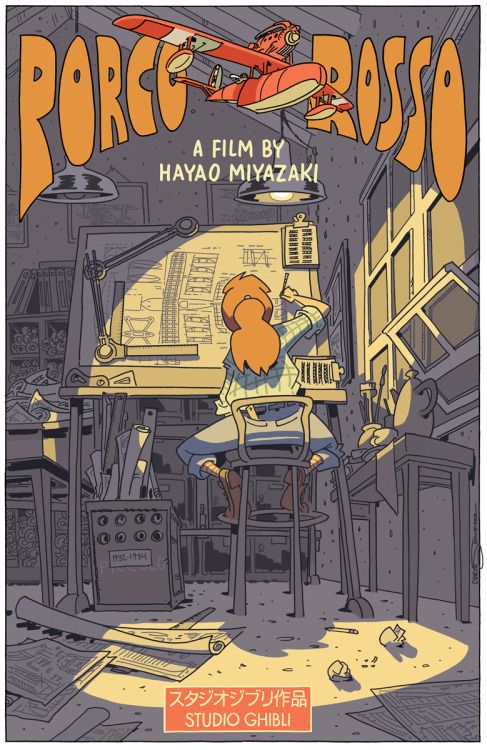 PORCO ROSSO
A FILM BY
HAYAO MIYAZAKI
1932-1934
スタジオジブリ作品
STUDIO GHIBLI